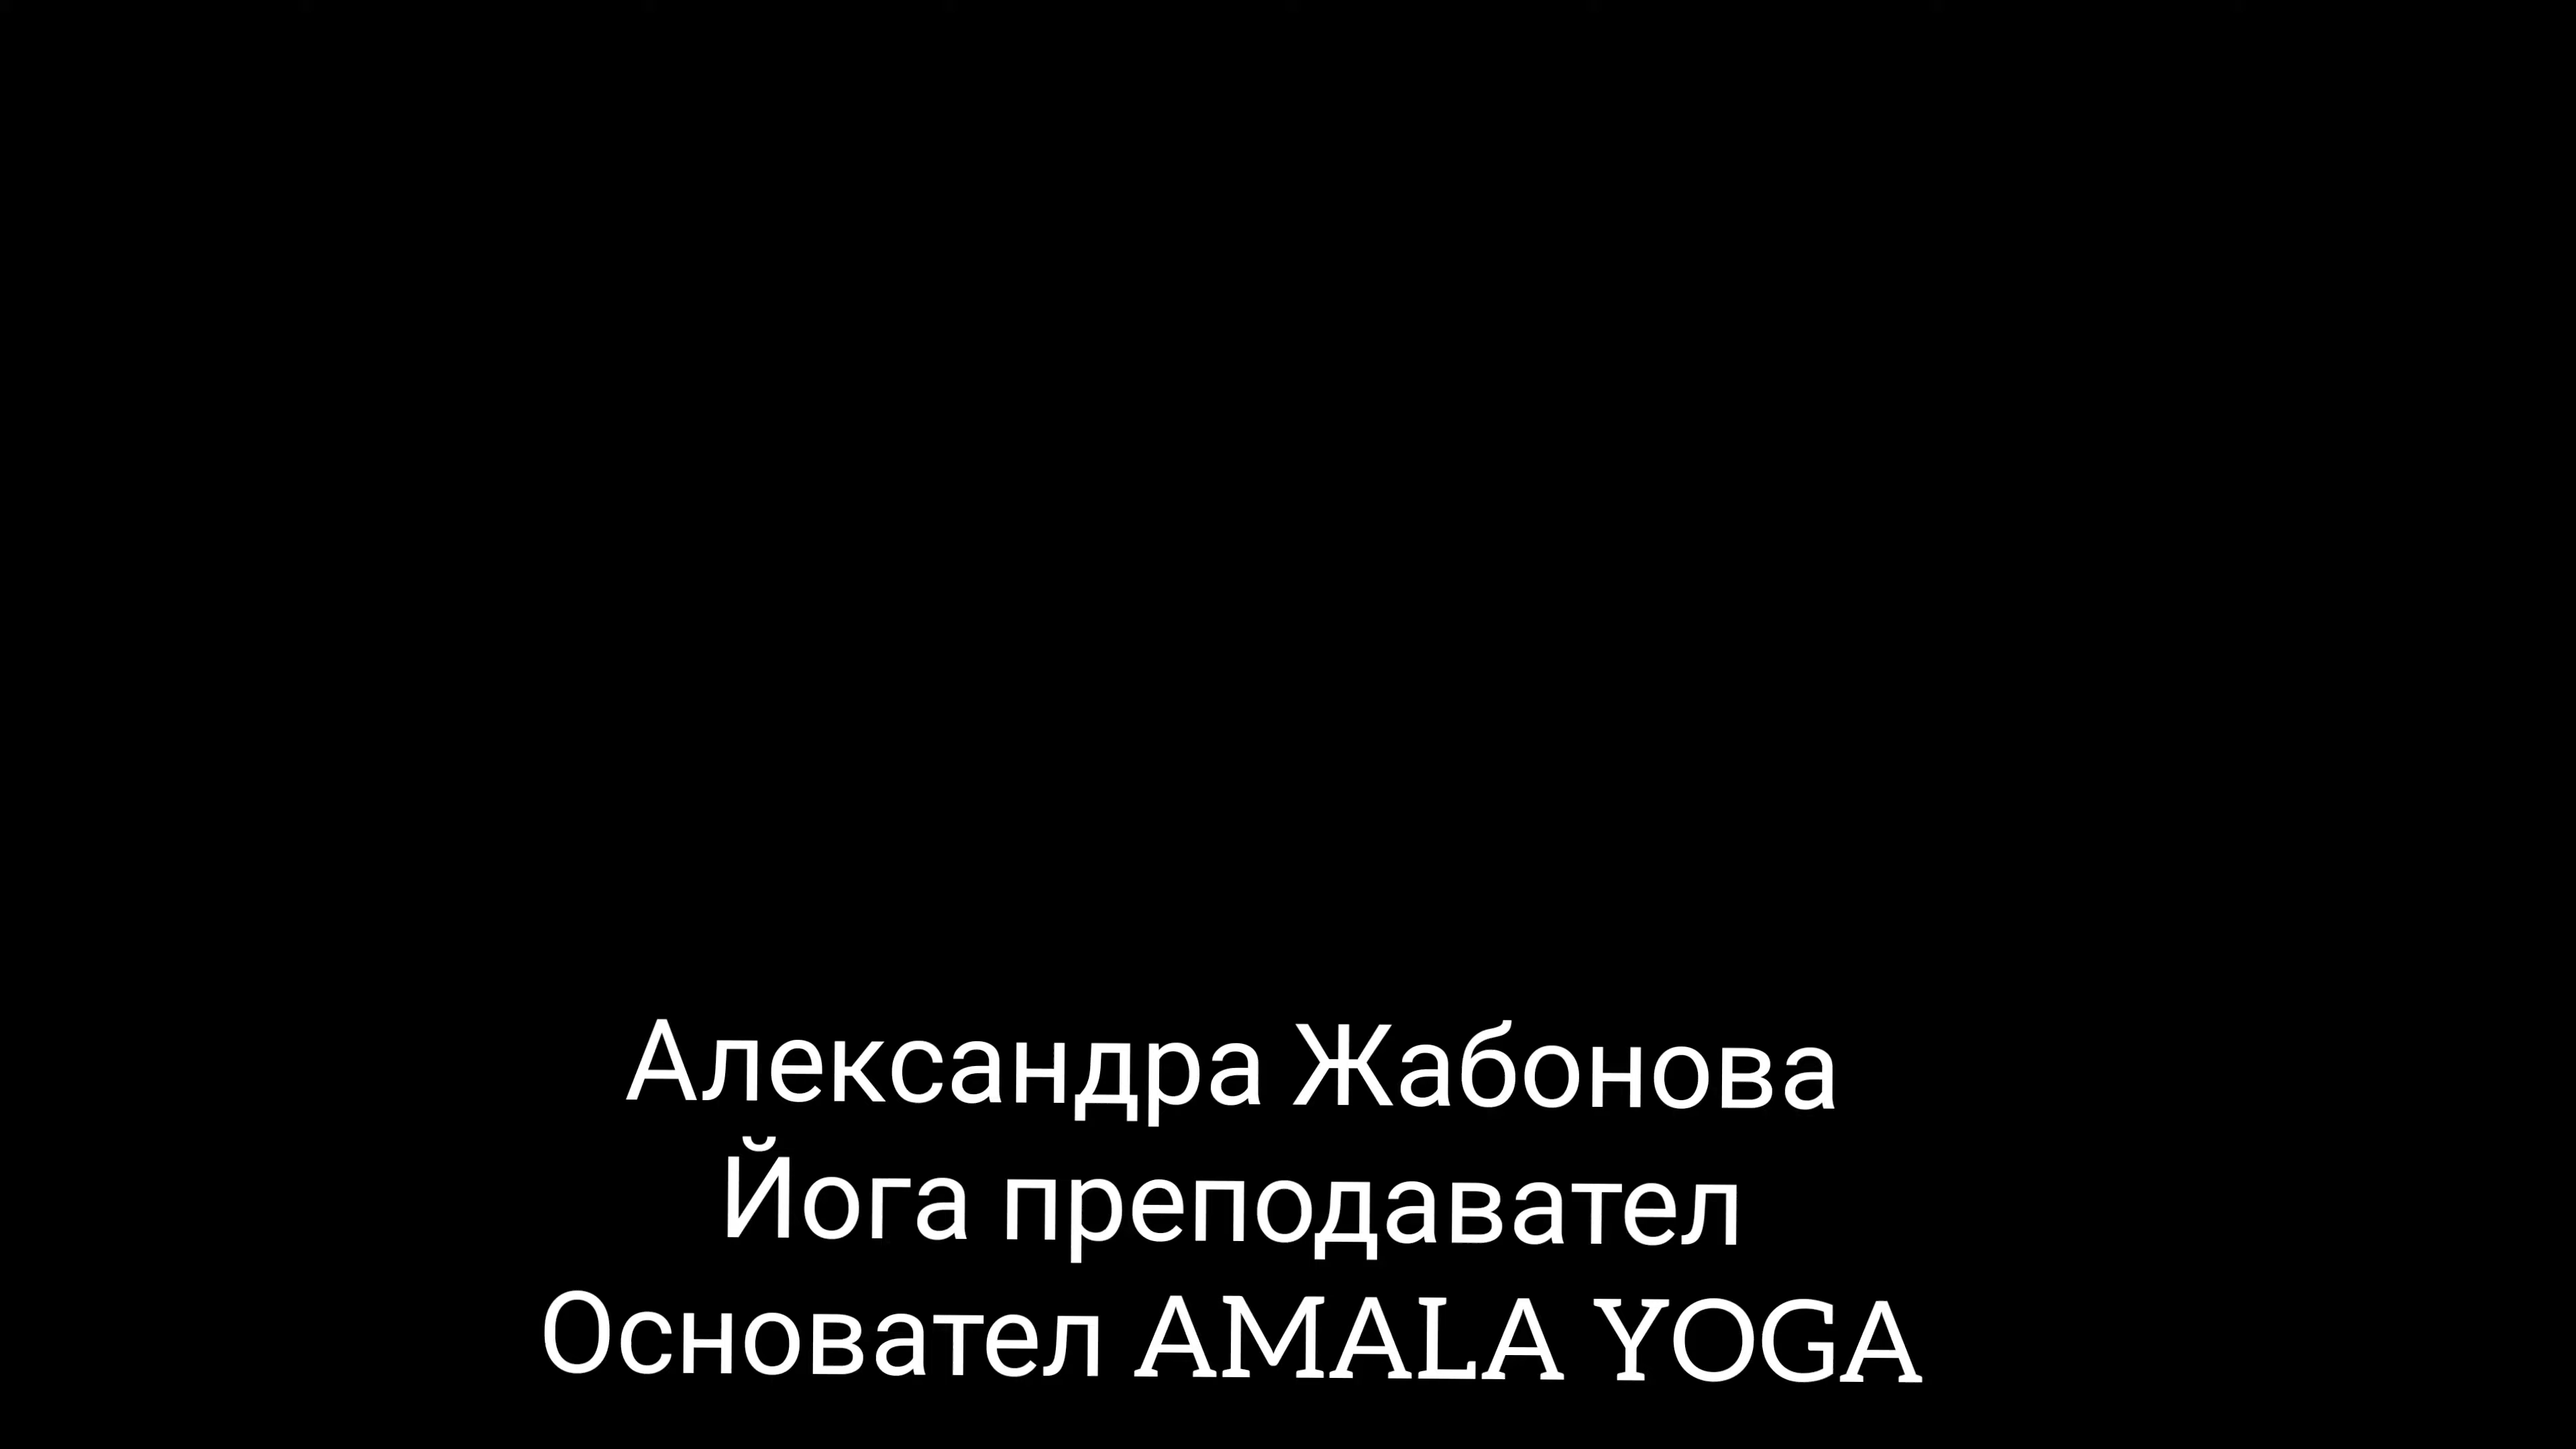 Александра Жабонова
Йога преподавател
Основател AMALA YOGA